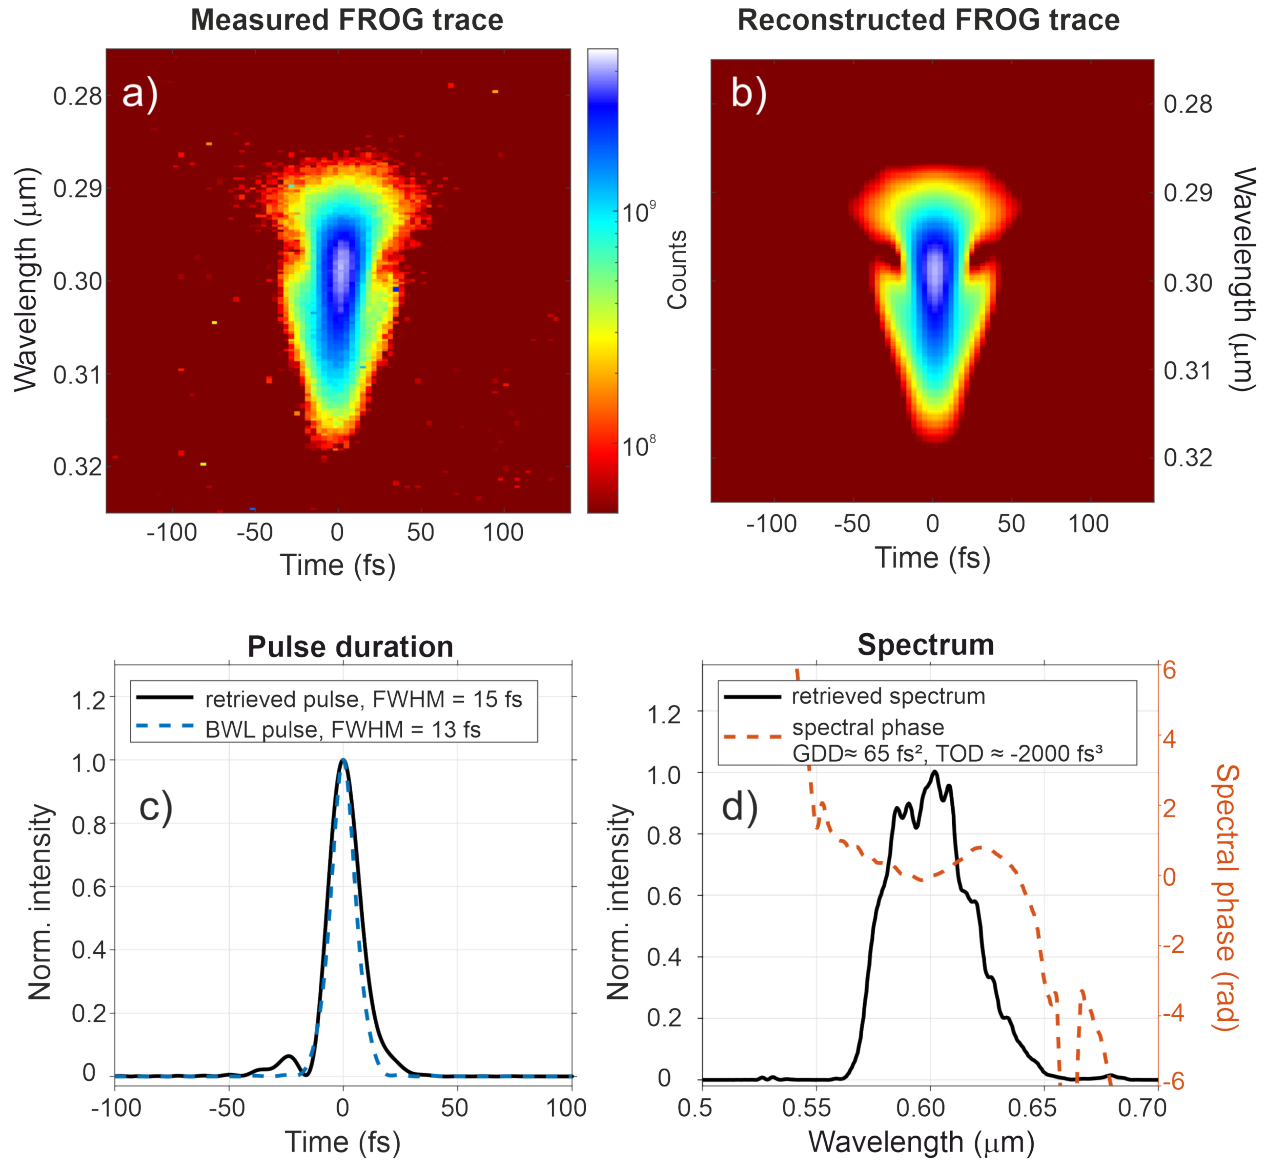 Measured FROG trace
Reconstructed FROG trace
a)
b)
0.28
0.29
0.30
0.31
0.32
Wavelength (μm)
-100
-50
0
50
100
Time (fs)
10⁹
10⁸
Counts
0.28
0.29
0.30
0.31
0.32
Wavelength (μm)
-100
-50
0
50
100
Time (fs)
Pulse duration
retrieved pulse, FWHM = 15 fs
BWL pulse, FWHM = 13 fs
c)
1.2
1.0
0.8
0.6
0.4
0.2
0
Norm. intensity
-100
-50
0
50
100
Time (fs)
Spectrum
retrieved spectrum
spectral phase
GDD≈ 65 fs², TOD ≈ -2000 fs³
d)
1.2
1.0
0.8
0.6
0.4
0.2
0
Norm. intensity
6
4
2
0
-2
-4
-6
Spectral phase (rad)
0.5
0.55
0.60
0.65
0.70
Wavelength (μm)